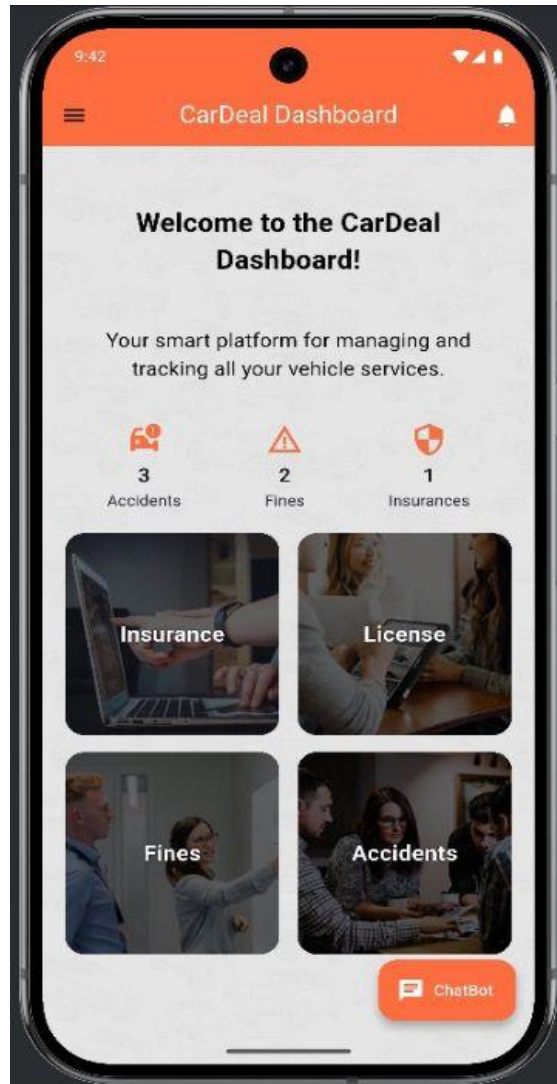 9:42
CarDeal Dashboard
Welcome to the CarDeal
Dashboard!
Your smart platform for managing and
tracking all your vehicle services.
3
2
1
Accidents
Fines
Insurances
Insurance
License
Fines
Accidents
ChatBot